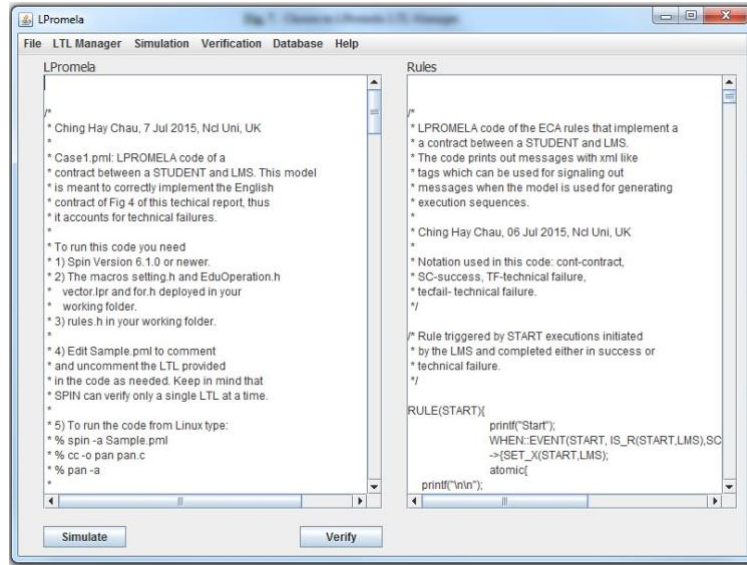 LPromela
File LTL Manager Simulation Verification Database Help
LPromela
/*
* Ching Hay Chau, 7 Jul 2015, Ncl Uni, UK
*
* Case1.pml: LPROMELA code of a
* contract between a STUDENT and LMS. This model
* is meant to correctly implement the English
* contract of Fig 4 of this techical report, thus
* it accounts for technical failures.
*
* To run this code you need
* 1) Spin Version 6.1.0 or newer.
* 2) The macros setting.h and EduOperation.h
* vector.lpr and for.h deployed in your
* working folder.
* 3) rules.h in your working folder.
*
* 4) Edit Sample.pml to comment
* and uncomment the LTL provided
* in the code as needed. Keep in mind that
* SPIN can verify only a single LTL at a time.
*
* 5) To run the code from Linux type:
* % spin -a Sample.pml
* % cc -o pan pan.c
* % pan -a
*
Rules
/*
* LPROMELA code of the ECA rules that implement a
* a contract between a STUDENT and LMS.
* The code prints out messages with xml like
* tags which can be used for signaling out
* messages when the model is used for generating
* execution sequences.
*
* Ching Hay Chau, 06 Jul 2015, Ncl Uni, UK
*
* Notation used in this code: cont-contract,
* SC-success, TF-technical failure,
* tecfail- technical failure.
*/
/* Rule triggered by START executions initiated
* by the LMS and completed either in success or
* technical failure.
*/
RULE(START){
printf("Start");
WHEN::EVENT(START, IS_R(START,LMS),SC
->{SET_X(START,LMS);
atomic{
printf("\n\n");
Simulate
Verify